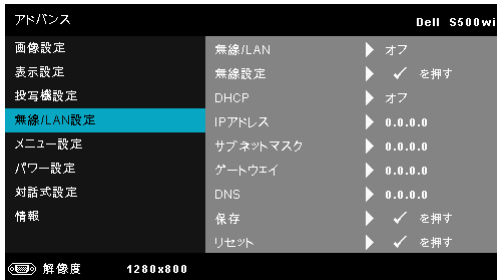 アドバンス Dell S500wi
画像設定
表示設定
投写機設定
無線/LAN設定
メニュー設定
パワー設定
対話式設定
情報
無線/LAN オフ
無線設定 ✓ を押す
DHCP オフ
IPアドレス 0.0.0.0
サブネットマスク 0.0.0.0
ゲートウエイ 0.0.0.0
DNS 0.0.0.0
保存 ✓ を押す
リセット ✓ を押す
解像度 1280x800